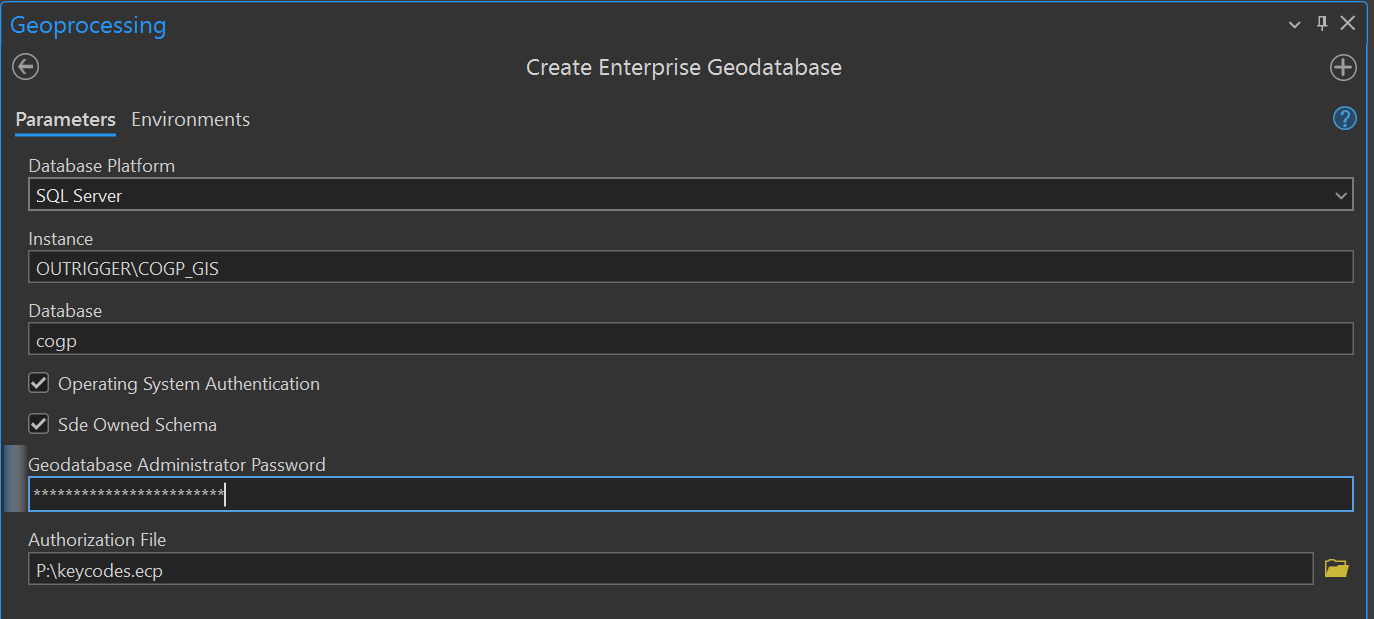 Geoprocessing
Create Enterprise Geodatabase
Parameters Environments
Database Platform
SQL Server
Instance
OUTRIGGER\COGP_GIS
Database
cogp
Operating System Authentication
Sde Owned Schema
Geodatabase Administrator Password
************************
Authorization File
P:\keycodes.ecp